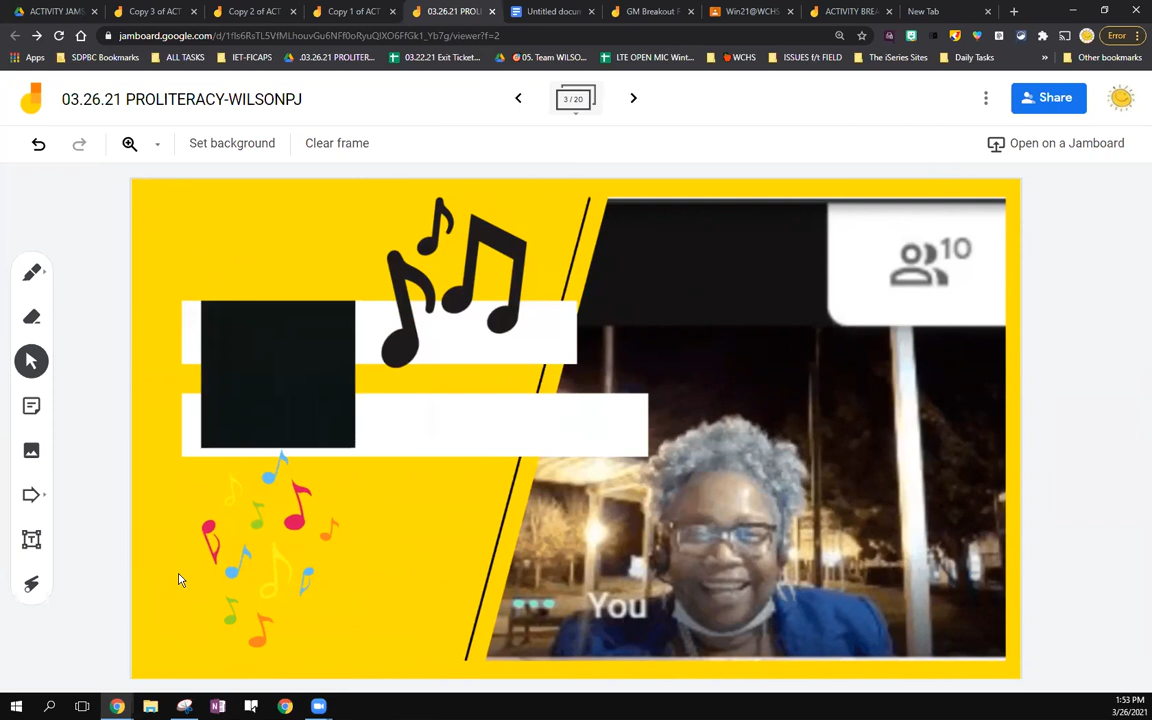 ACTIVITY JAMS
Copy 3 of ACT
Copy 2 of ACT
Copy 1 of ACT
03.26.21 PROLI
Untitled docun
GM Breakout F
Win21@WCHS
ACTIVITY BREA
New Tab
jamboard.google.com/d/1fls6RsTL5VfMLhouvGu6NFf0oRyuQIXO6FfGk1_Yb7g/viewer?f=2
Error
Apps
SDPBC Bookmarks
ALL TASKS
IET-FICAPS
.03.26.21 PROLITER...
03.22.21 Exit Ticket...
05. Team WILSO...
LTE OPEN MIC Wint...
WCHS
ISSUES f/t FIELD
The iSeries Sites
Daily Tasks
»
Other bookmarks
03.26.21 PROLITERACY-WILSONPJ
3 / 20
Share
Set background
Clear frame
Open on a Jamboard
10
You
1:53 PM
3/26/2021